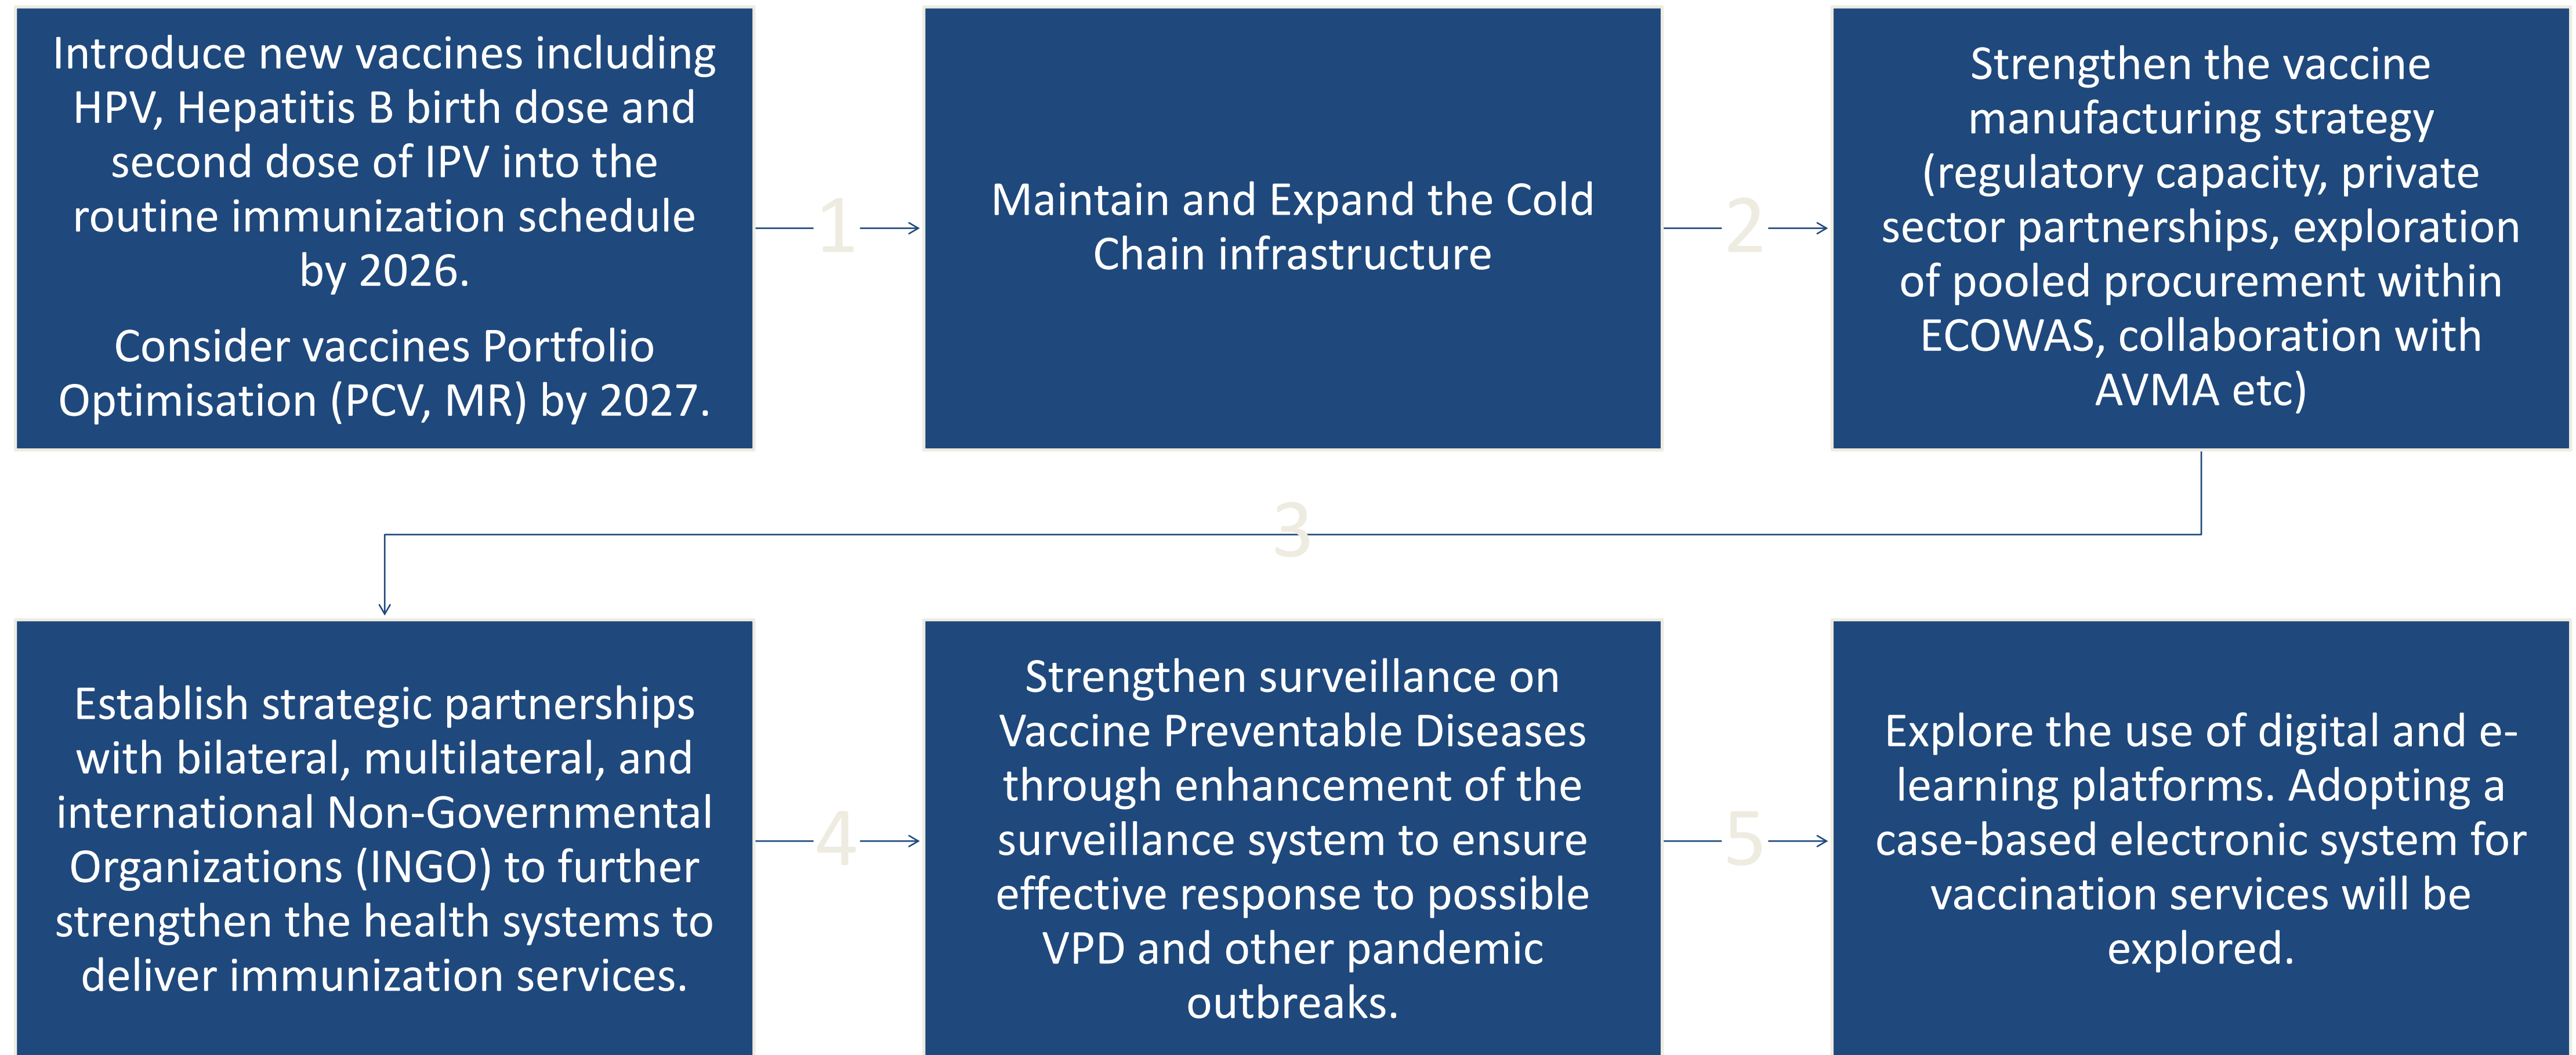 Introduce new vaccines including
HPV, Hepatitis B birth dose and
second dose of IPV into the
routine immunization schedule
by 2026.
Consider vaccines Portfolio
Optimisation (PCV, MR) by 2027.
1
Maintain and Expand the Cold
Chain infrastructure
2
Strengthen the vaccine
manufacturing strategy
(regulatory capacity, private
sector partnerships, exploration
of pooled procurement within
ECOWAS, collaboration with
AVMA etc)
3
Establish strategic partnerships
with bilateral, multilateral, and
international Non-Governmental
Organizations (INGO) to further
strengthen the health systems to
deliver immunization services.
4
Strengthen surveillance on
Vaccine Preventable Diseases
through enhancement of the
surveillance system to ensure
effective response to possible
VPD and other pandemic
outbreaks.
5
Explore the use of digital and e-
learning platforms. Adopting a
case-based electronic system for
vaccination services will be
explored.